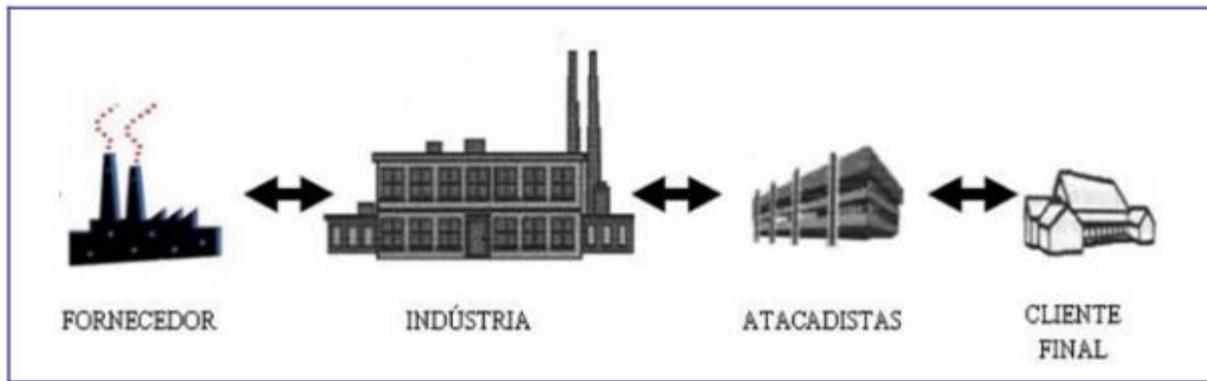 FORNECEDOR
INDÚSTRIA
ATACADISTAS
CLIENTE
FINAL